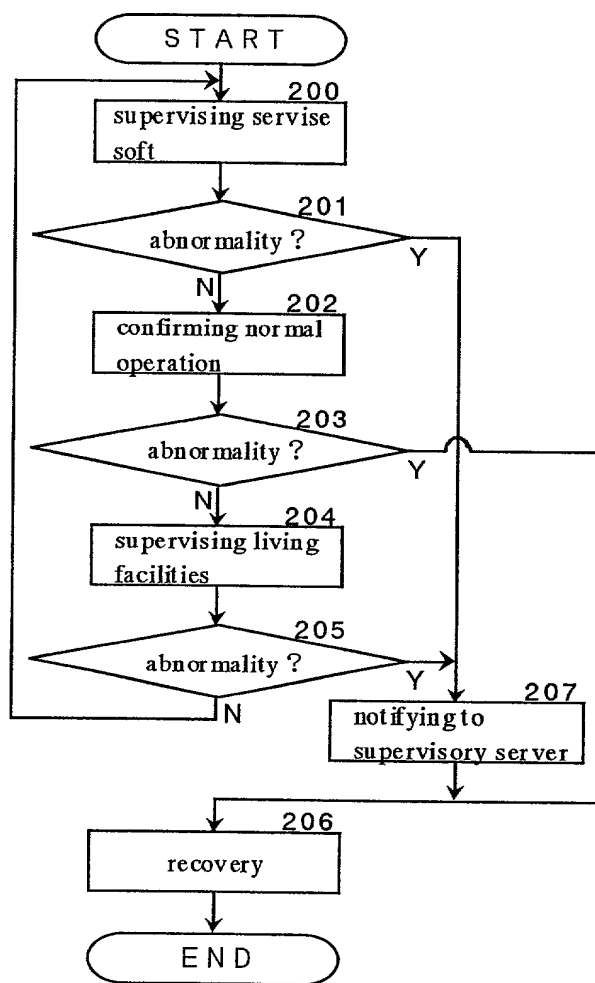 START
200
supervising servise
soft
201
abnormality ?
Y
N
202
confirming normal
operation
203
abnormality ?
Y
N
204
supervising living
facilities
205
abnormality ?
Y
N
207
notifying to
supervisory server
206
recovery
END